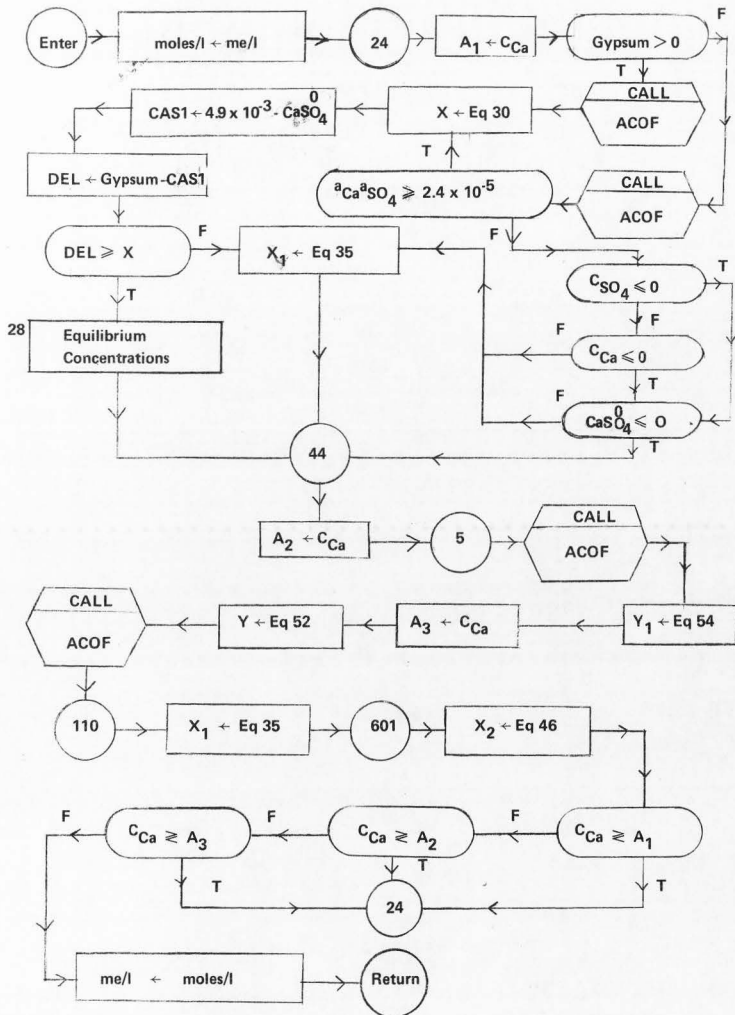 Enter
moles/l ← me/l
24
A1 ← CCa
Gypsum > 0
F
T
CALL
ACOF
X ← Eq 30
CAS1 ← 4.9 x 10-3 - CaSO40
T
DEL ← Gypsum-CAS1
aCaaSO4 ⩾ 2.4 x 10-5
CALL
ACOF
F
DEL ⩾ X
F
X1 ← Eq 35
CSO4 ⩽ 0
T
T
F
28
Equilibrium
Concentrations
F
CCa ⩽ 0
T
F
CaSO40 ⩽ O
T
44
A2 ← CCa
5
CALL
ACOF
CALL
ACOF
Y ← Eq 52
A3 ← CCa
Y1 ← Eq 54
110
X1 ← Eq 35
601
X2 ← Eq 46
F
CCa ⩾ A3
F
CCa ⩾ A2
F
CCa ⩾ A1
T
T
T
24
me/l ← moles/l
Return